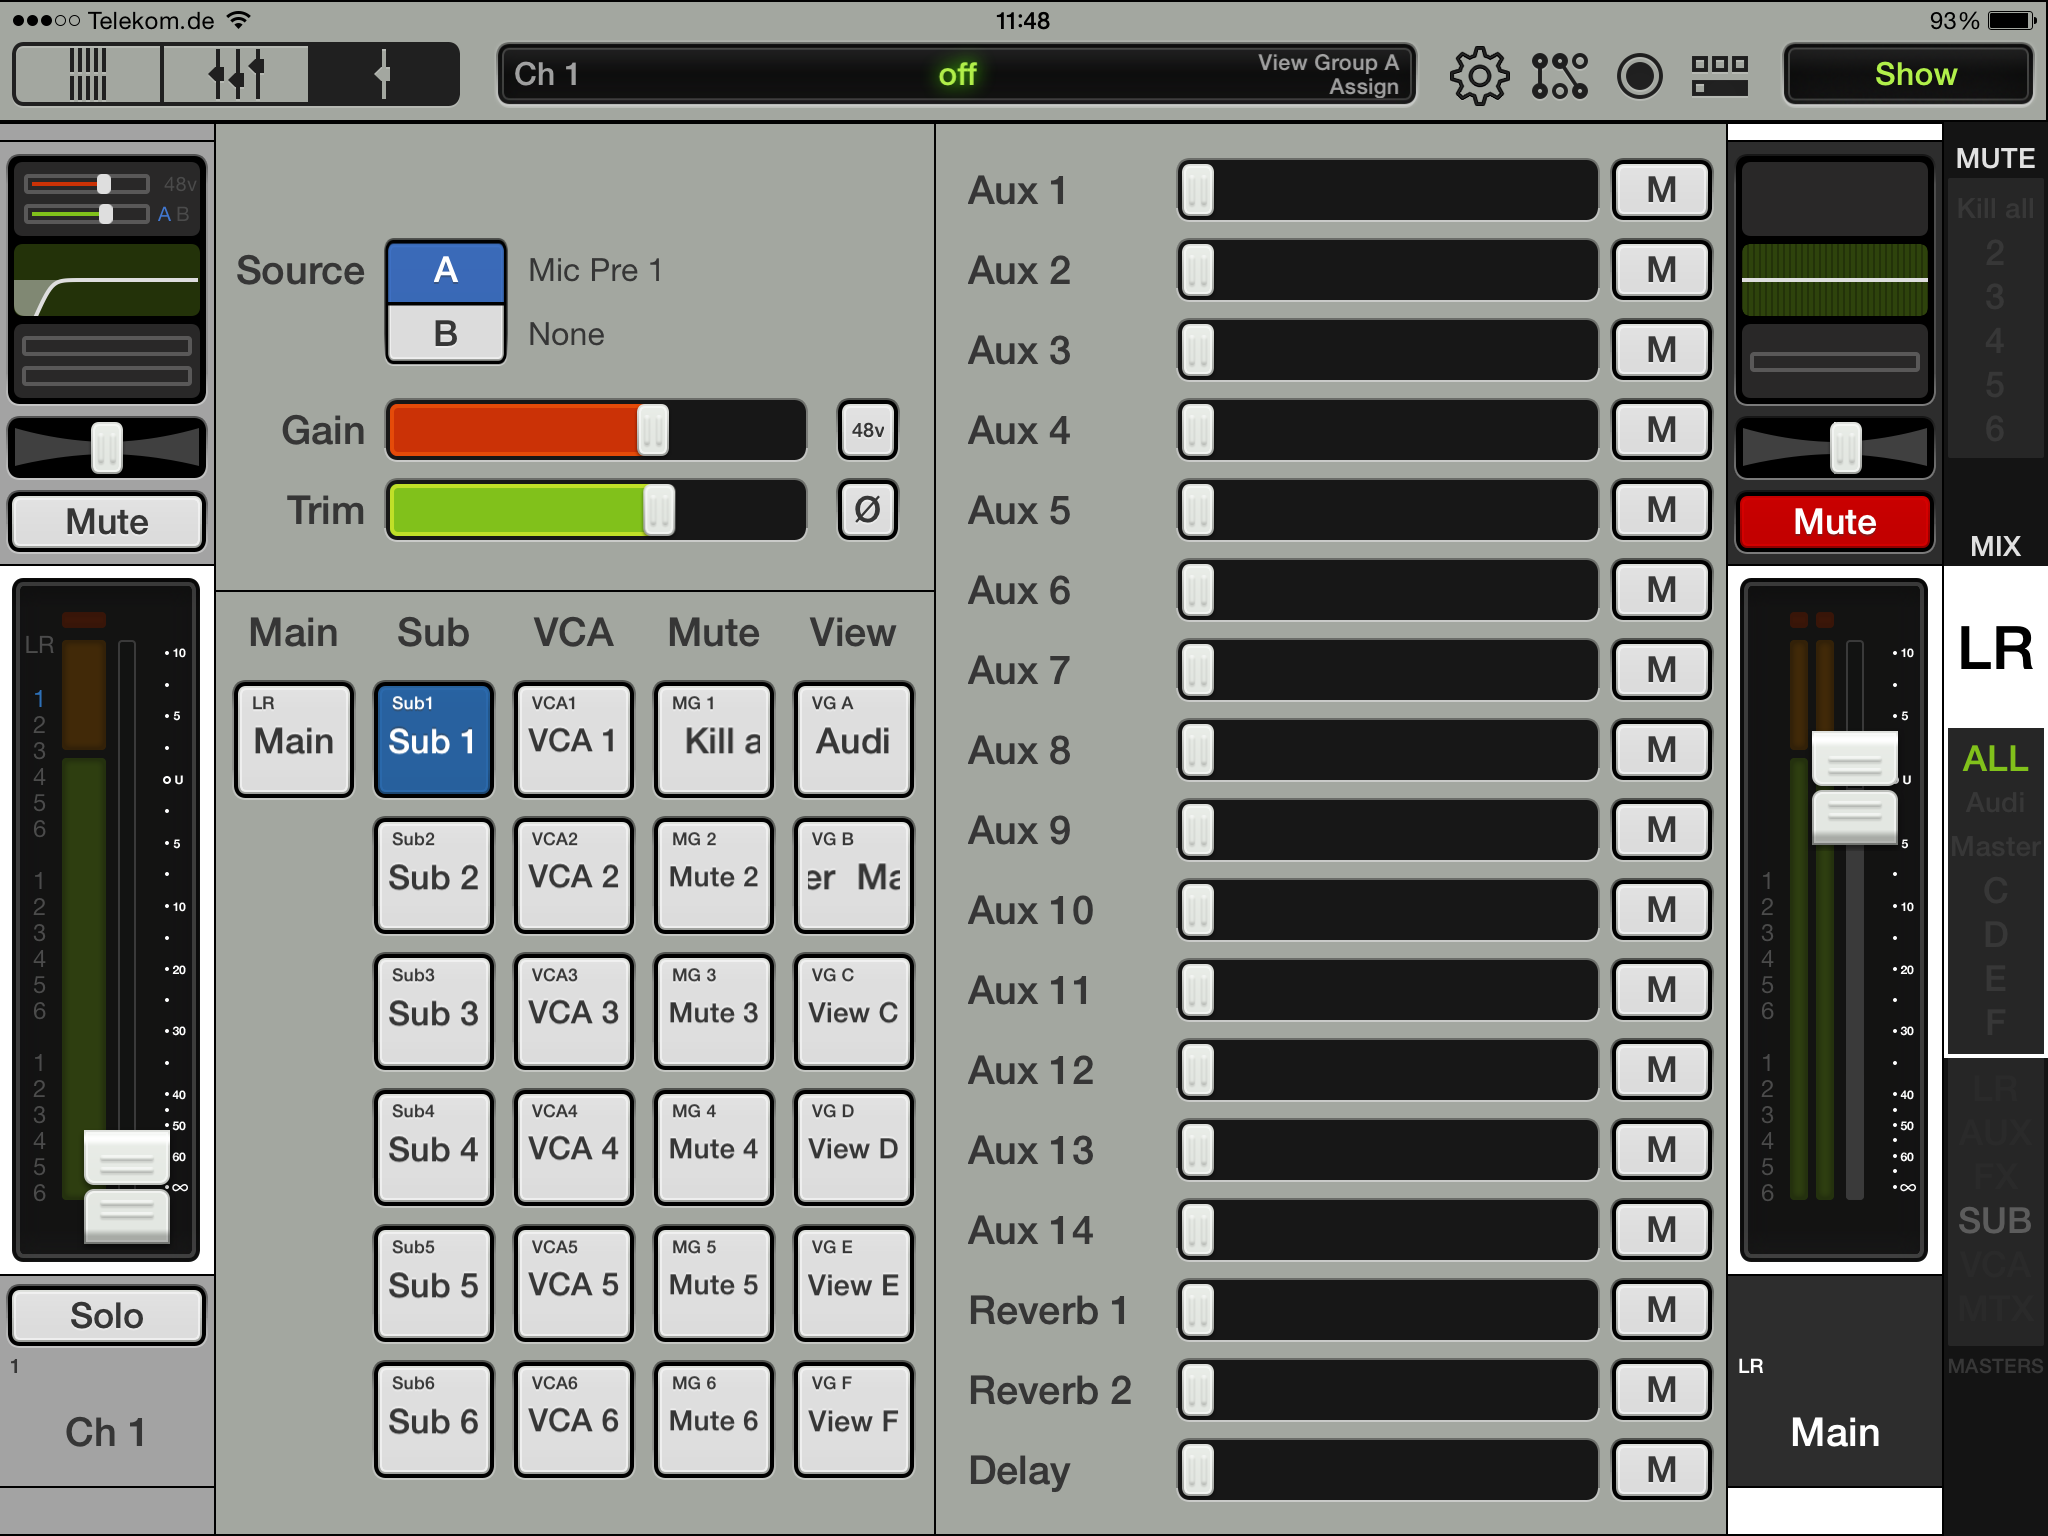 Telekom.de 11:48 93%
Ch 1 off View Group A
Assign
Show
48v
A B
Mute
LR
1
2
3
4
5
6
1
2
3
4
5
6
1
2
3
4
5
6
10
5
U
5
10
20
30
40
50
60
∞
Solo
1
Ch 1
Source A Mic Pre 1
B None
Gain 48v
Trim Ø
Main Sub VCA Mute View
LR Sub1 VCA1 MG 1 VG A
Main Sub 1 VCA 1 Kill a Audi
Sub2 VCA2 MG 2 VG B
Sub 2 VCA 2 Mute 2 er Ma
Sub3 VCA3 MG 3 VG C
Sub 3 VCA 3 Mute 3 View C
Sub4 VCA4 MG 4 VG D
Sub 4 VCA 4 Mute 4 View D
Sub5 VCA5 MG 5 VG E
Sub 5 VCA 5 Mute 5 View E
Sub6 VCA6 MG 6 VG F
Sub 6 VCA 6 Mute 6 View F
Aux 1 M
Aux 2 M
Aux 3 M
Aux 4 M
Aux 5 M
Aux 6 M
Aux 7 M
Aux 8 M
Aux 9 M
Aux 10 M
Aux 11 M
Aux 12 M
Aux 13 M
Aux 14 M
Reverb 1 M
Reverb 2 M
Delay M
Mute
10
5
U
5
10
20
30
40
50
60
∞
1
2
3
4
5
6
1
2
3
4
5
6
LR
Main
MUTE
Kill all
2
3
4
5
6
MIX
LR
ALL
Audi
Master
C
D
E
F
LR
AUX
FX
SUB
VCA
MTX
MASTERS